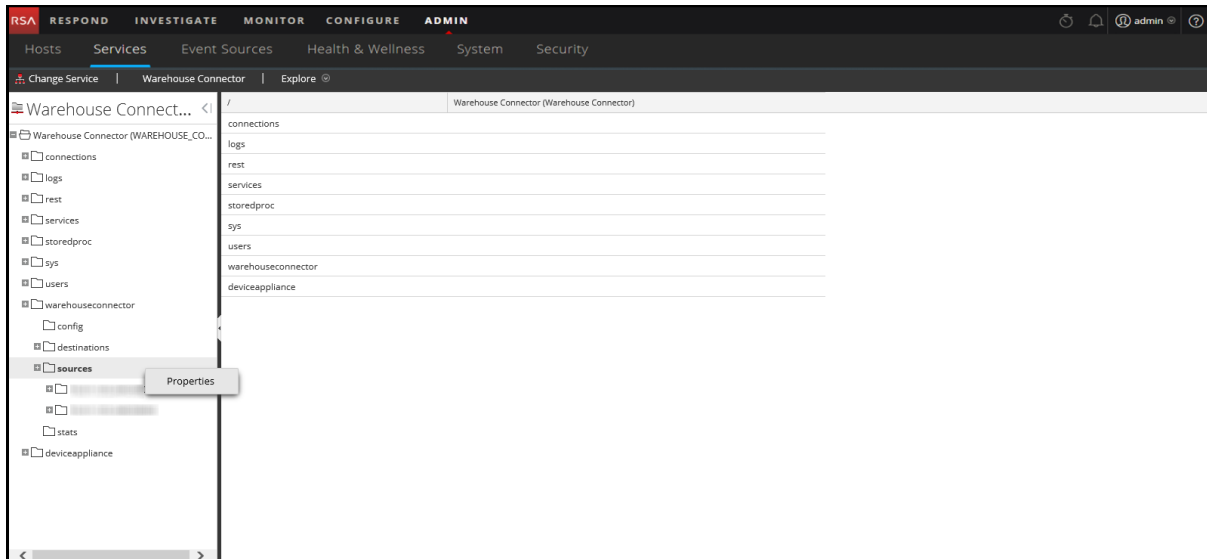 RSA RESPOND INVESTIGATE MONITOR CONFIGURE ADMIN admin ?
Hosts Services Event Sources Health & Wellness System Security
Change Service | Warehouse Connector | Explore
Warehouse Connect...
Warehouse Connector (WAREHOUSE_CO...
connections
logs
rest
services
storedproc
sys
users
warehouseconnector
config
destinations
sources
Properties
stats
deviceappliance
/ Warehouse Connector (Warehouse Connector)
connections
logs
rest
services
storedproc
sys
users
warehouseconnector
deviceappliance